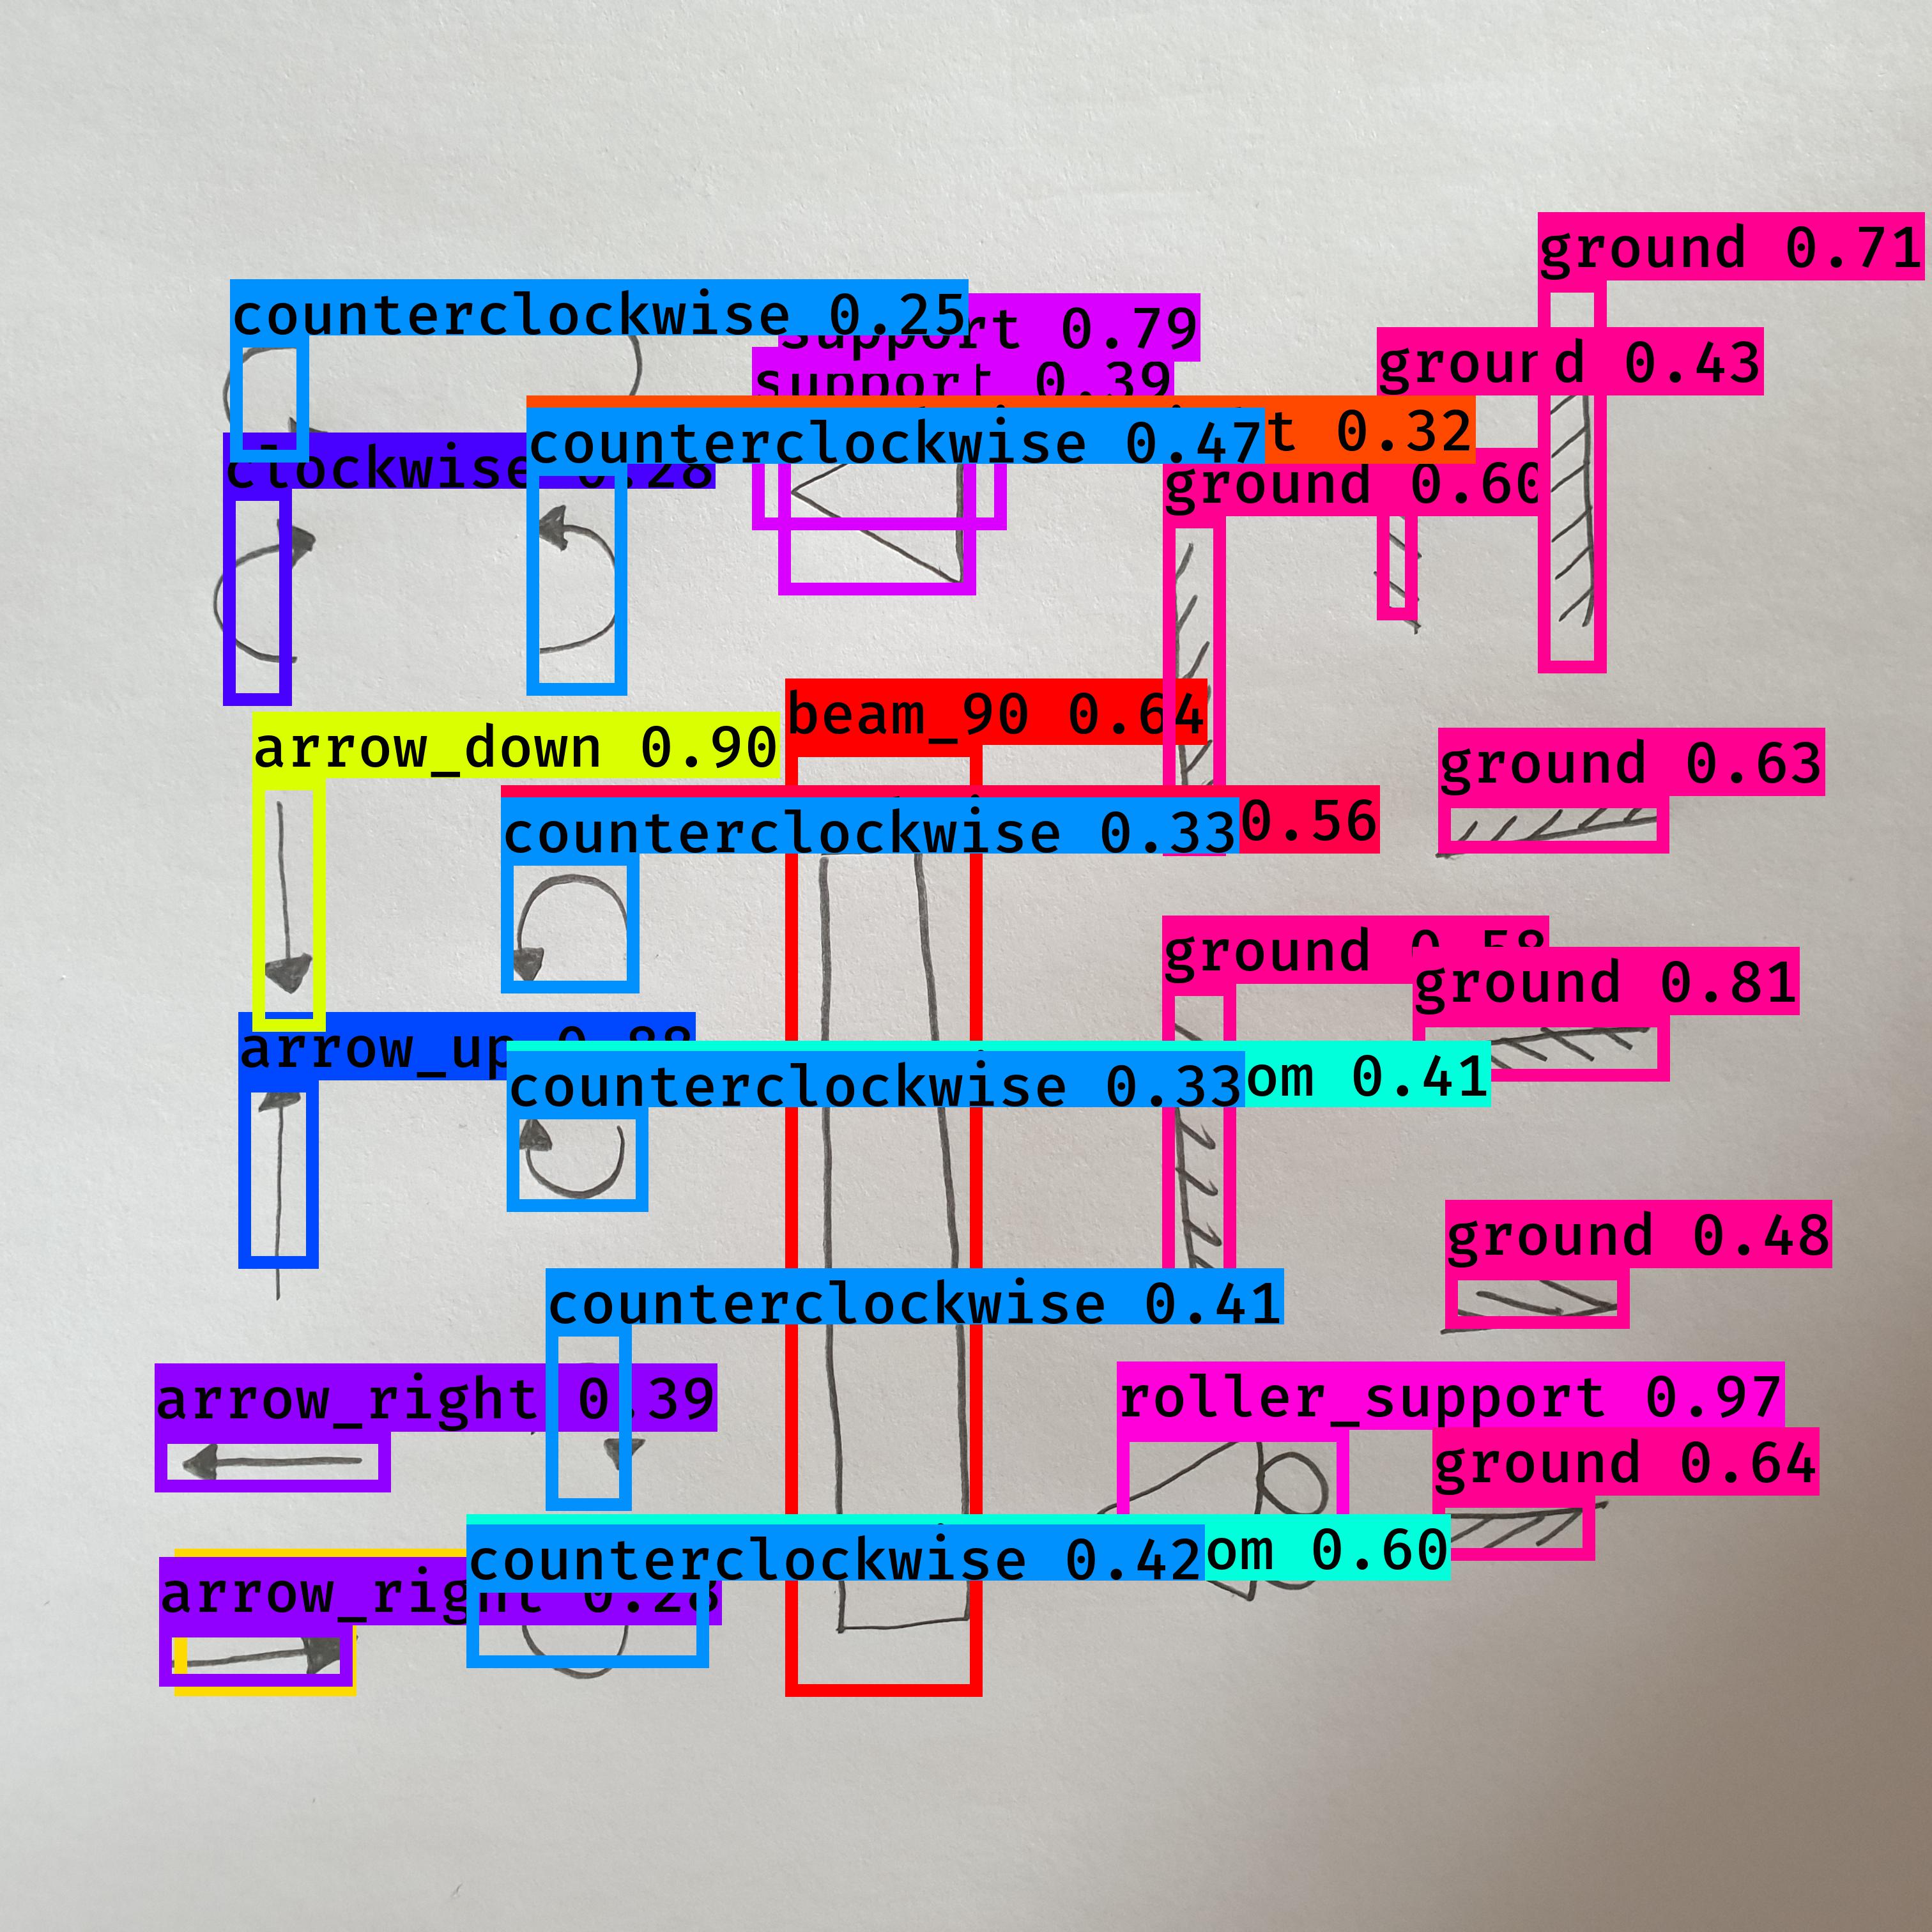 ground 0.71
counterclockwise 0.25
support 0.79
ground 0.43
support 0.39
counterclockwise 0.47
t 0.32
clockwise 0.28
ground 0.60
beam_90 0.64
arrow_down 0.90
ground 0.63
counterclockwise 0.33
0.56
ground 0.58
ground 0.81
arrow_up 0.88
counterclockwise 0.33
om 0.41
ground 0.48
counterclockwise 0.41
arrow_right 0.39
roller_support 0.97
ground 0.64
counterclockwise 0.42
om 0.60
arrow_right 0.28